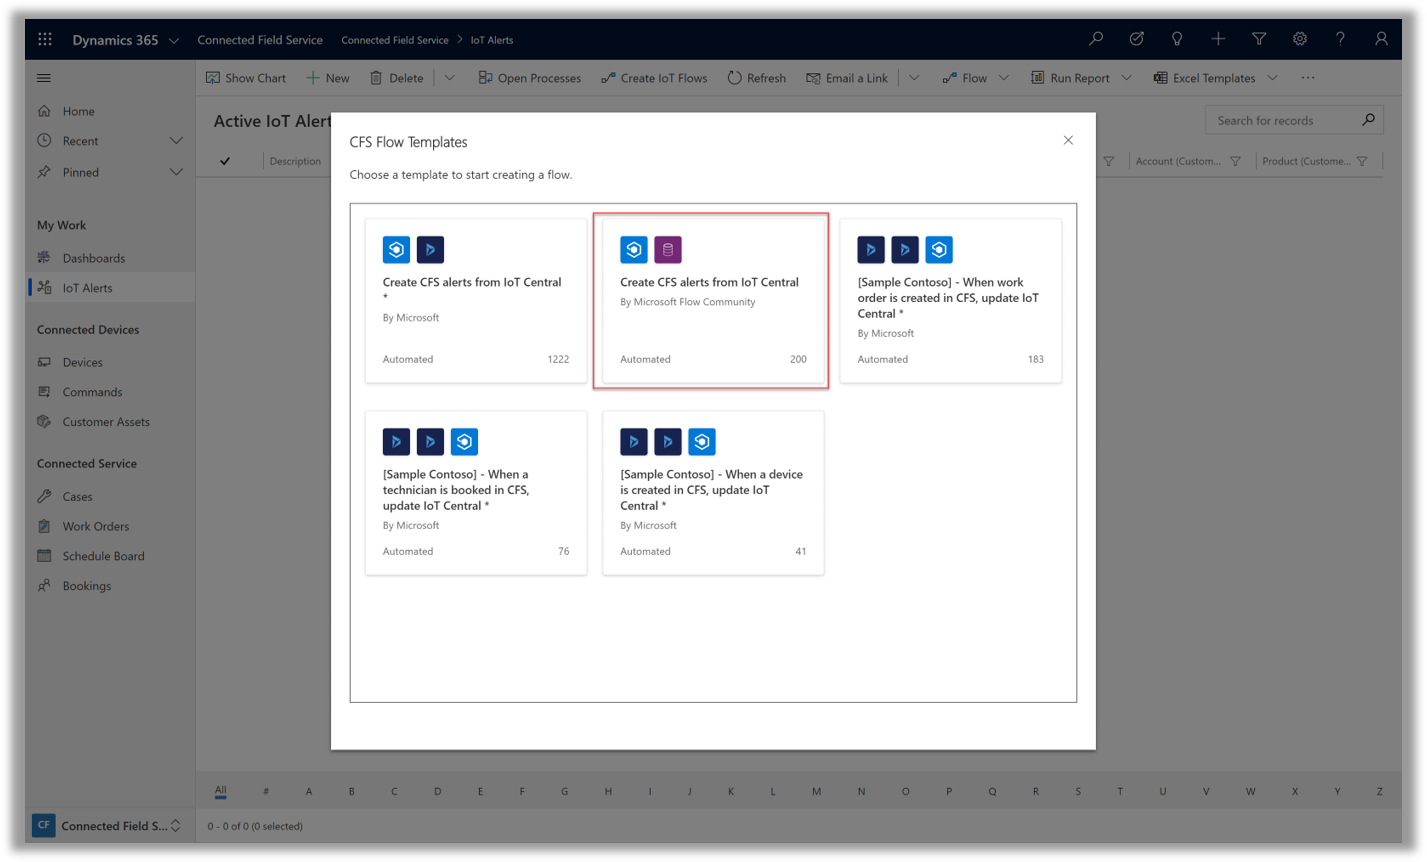 Dynamics 365
Connected Field Service
Connected Field Service > IoT Alerts
Show Chart
New
Delete
Open Processes
Create IoT Flows
Refresh
Email a Link
Flow
Run Report
Excel Templates
Home
Recent
Pinned
My Work
Dashboards
IoT Alerts
Connected Devices
Devices
Commands
Customer Assets
Connected Service
Cases
Work Orders
Schedule Board
Bookings
CF
Connected Field S...
Active IoT Alert
Search for records
Description
Account (Custom...
Product (Custome...
CFS Flow Templates
Choose a template to start creating a flow.
Create CFS alerts from IoT Central
*
By Microsoft
Automated 1222
Create CFS alerts from IoT Central
By Microsoft Flow Community
Automated 200
[Sample Contoso] - When work
order is created in CFS, update IoT
Central *
By Microsoft
Automated 183
[Sample Contoso] - When a
technician is booked in CFS,
update IoT Central *
By Microsoft
Automated 76
[Sample Contoso] - When a device
is created in CFS, update IoT
Central *
By Microsoft
Automated 41
All # A B C D E F G H I J K L M N O P Q R S T U V W X Y Z
0 - 0 of 0 (0 selected)